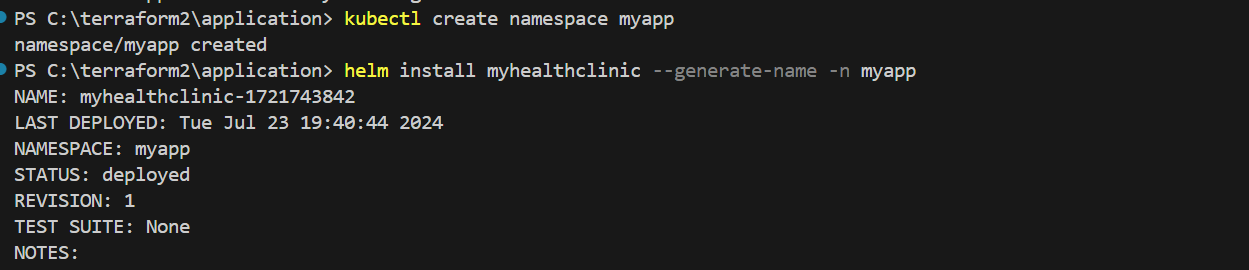 PS C:\terraform2\application> kubectl create namespace myapp
namespace/myapp created
PS C:\terraform2\application> helm install myhealthclinic --generate-name -n myapp
NAME: myhealthclinic-1721743842
LAST DEPLOYED: Tue Jul 23 19:40:44 2024
NAMESPACE: myapp
STATUS: deployed
REVISION: 1
TEST SUITE: None
NOTES: